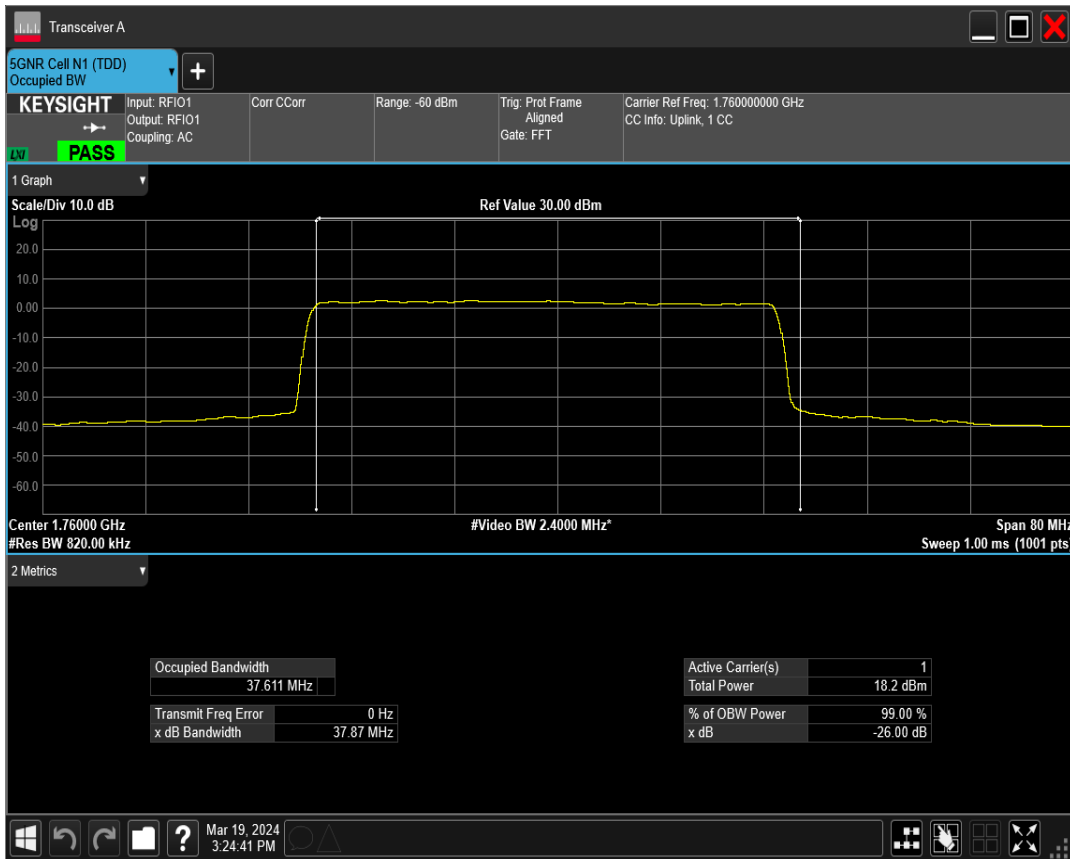 Transceiver A
5GNR Cell N1 (TDD)
Occupied BW
+
KEYSIGHT
LXI
PASS
Input: RFIO1
Output: RFIO1
Coupling: AC
Corr CCorr
Range: -60 dBm
Trig: Prot Frame
Aligned
Gate: FFT
Carrier Ref Freq: 1.760000000 GHz
CC Info: Uplink, 1 CC
1 Graph
Scale/Div 10.0 dB
Ref Value 30.00 dBm
Log
20.0
10.0
0.00
-10.0
-20.0
-30.0
-40.0
-50.0
-60.0
Center 1.76000 GHz
#Video BW 2.4000 MHz*
Span 80 MHz
#Res BW 820.00 kHz
Sweep 1.00 ms (1001 pts)
2 Metrics
Occupied Bandwidth
37.611 MHz
Transmit Freq Error 0 Hz
x dB Bandwidth 37.87 MHz
Active Carrier(s) 1
Total Power 18.2 dBm
% of OBW Power 99.00 %
x dB -26.00 dB
?
Mar 19, 2024
3:24:41 PM